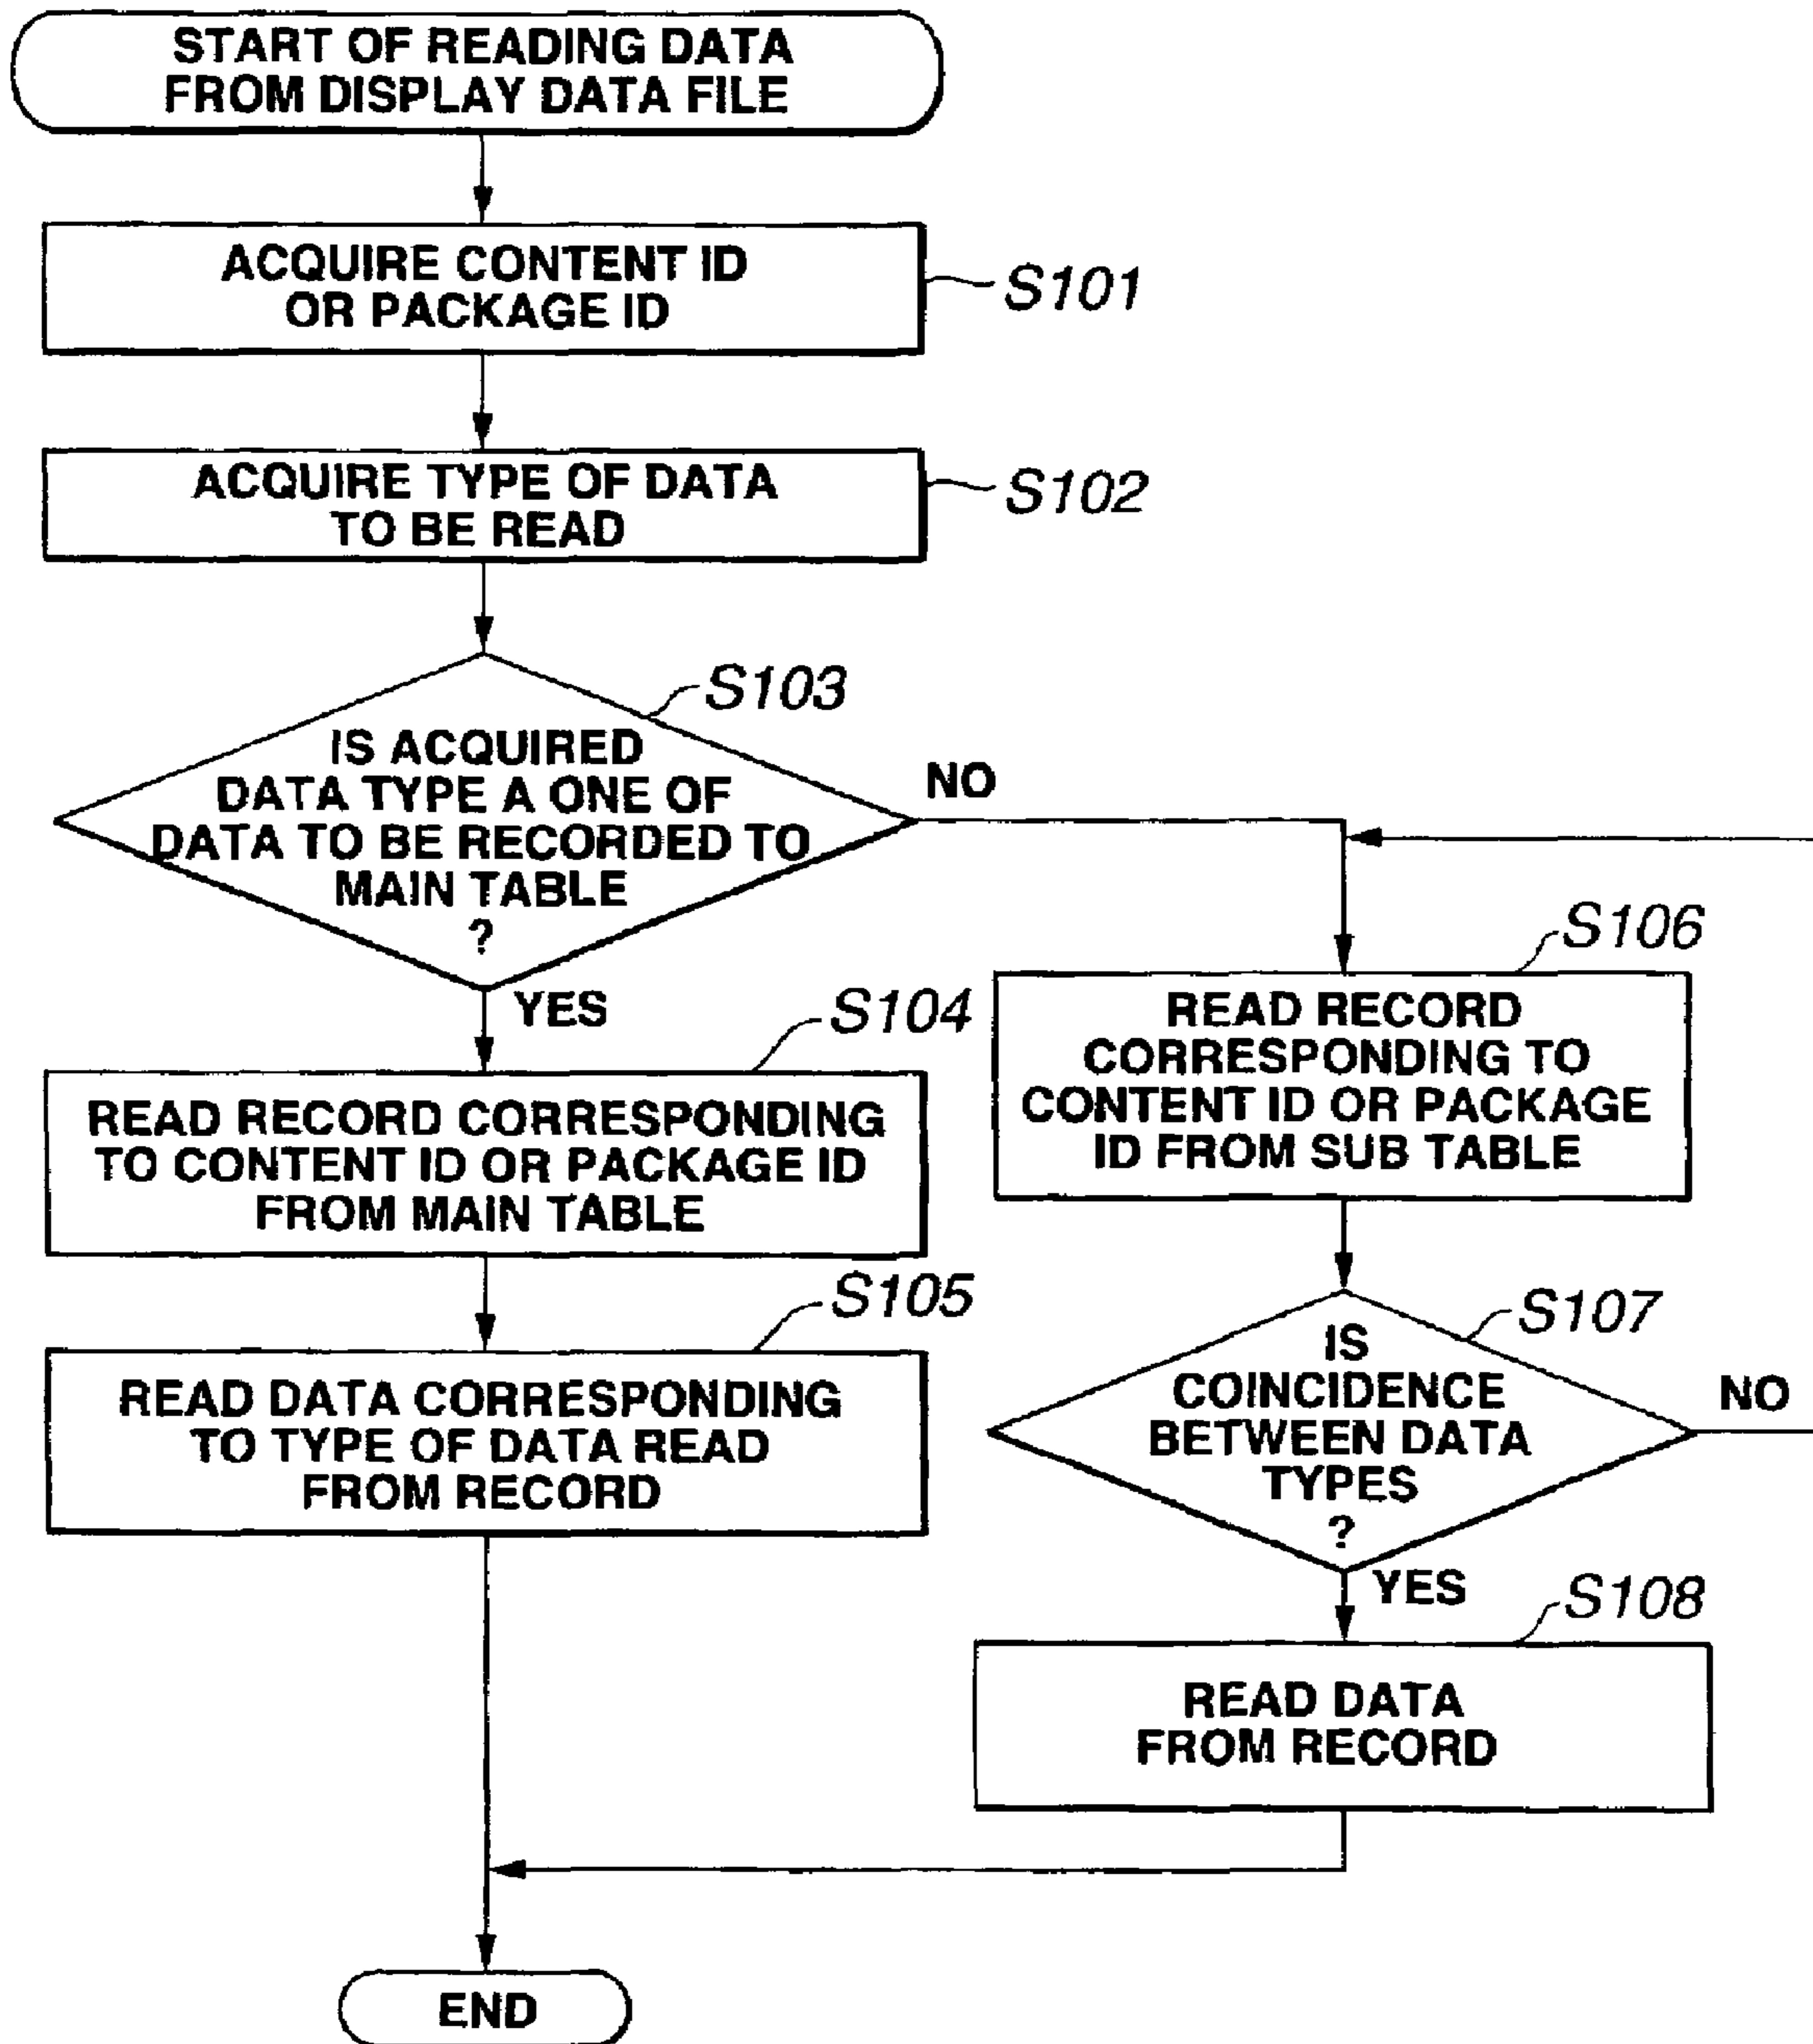 START OF READING DATA
FROM DISPLAY DATA FILE
ACQUIRE CONTENT ID
OR PACKAGE ID
S101
ACQUIRE TYPE OF DATA
TO BE READ
S102
S103
IS ACQUIRED
DATA TYPE A ONE OF
DATA TO BE RECORDED TO
MAIN TABLE
?
NO
YES
S104
READ RECORD CORRESPONDING
TO CONTENT ID OR PACKAGE ID
FROM MAIN TABLE
S105
READ DATA CORRESPONDING
TO TYPE OF DATA READ
FROM RECORD
S106
READ RECORD
CORRESPONDING TO
CONTENT ID OR PACKAGE
ID FROM SUB TABLE
S107
IS
COINCIDENCE
BETWEEN DATA
TYPES
?
NO
YES
S108
READ DATA
FROM RECORD
END